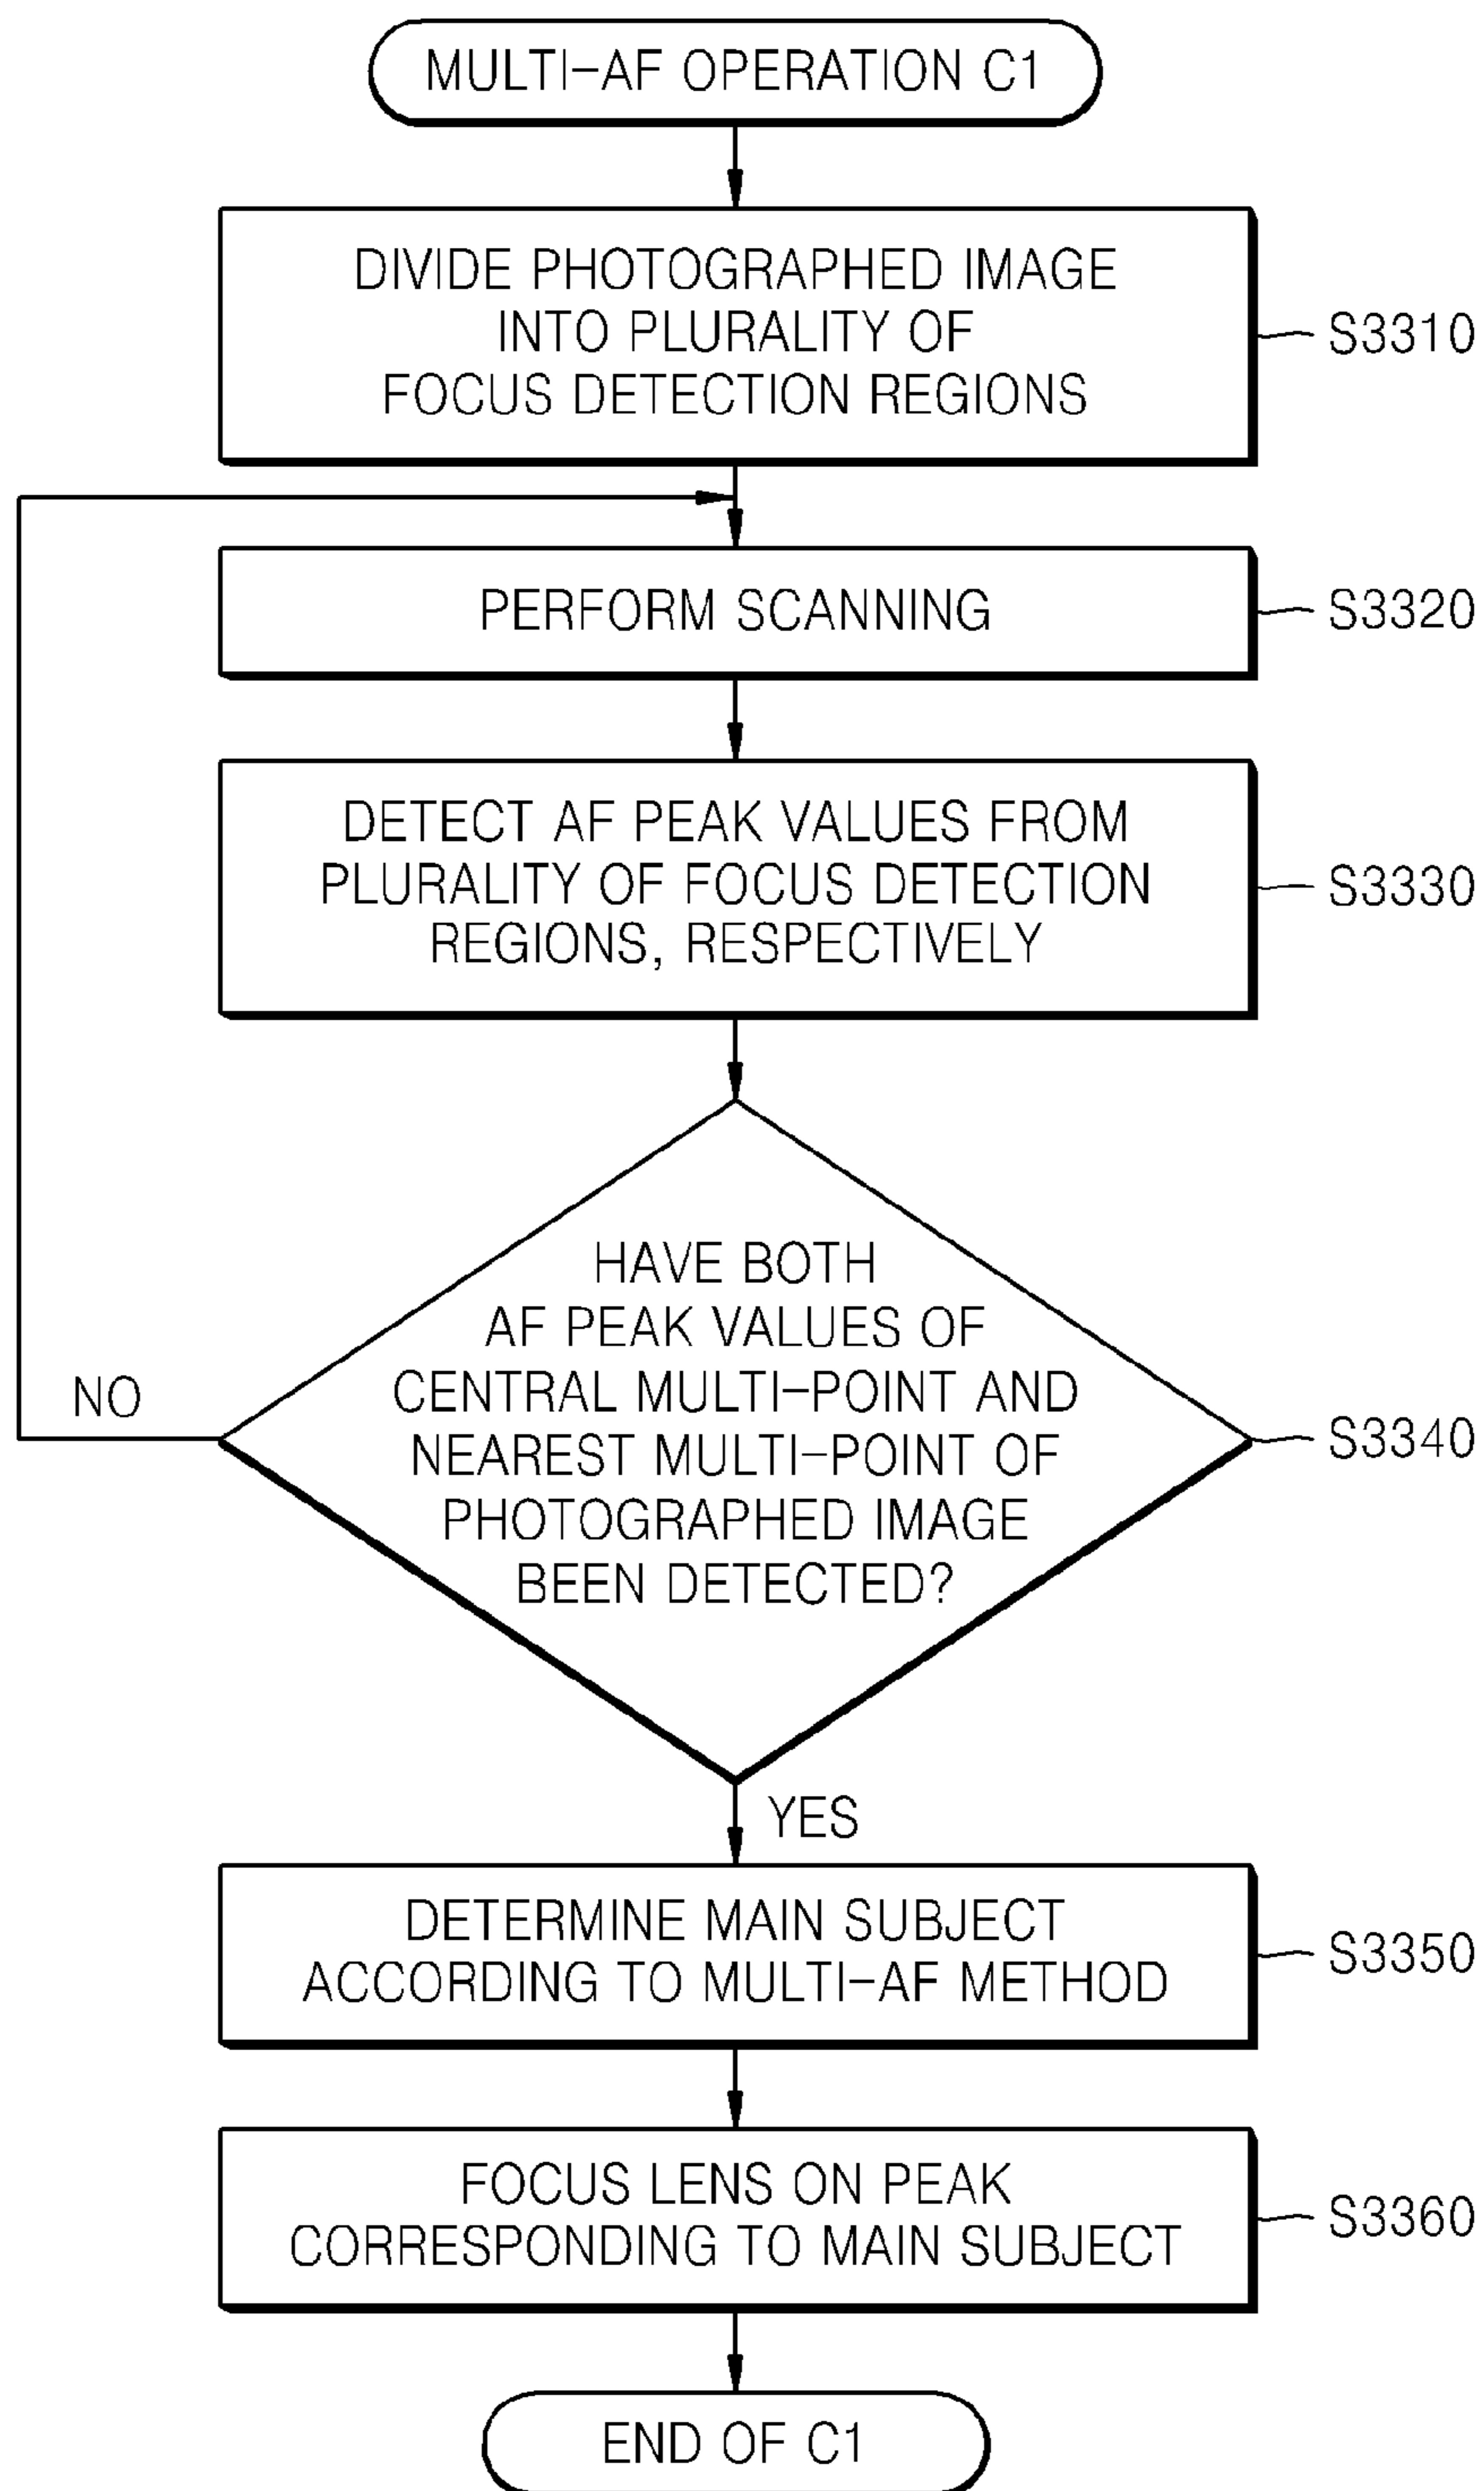 MULTI-AF OPERATION C1
DIVIDE PHOTOGRAPHED IMAGE
INTO PLURALITY OF
FOCUS DETECTION REGIONS
S3310
PERFORM SCANNING
S3320
DETECT AF PEAK VALUES FROM
PLURALITY OF FOCUS DETECTION
REGIONS, RESPECTIVELY
S3330
HAVE BOTH
AF PEAK VALUES OF
CENTRAL MULTI-POINT AND
NEAREST MULTI-POINT OF
PHOTOGRAPHED IMAGE
BEEN DETECTED?
NO
S3340
YES
DETERMINE MAIN SUBJECT
ACCORDING TO MULTI-AF METHOD
S3350
FOCUS LENS ON PEAK
CORRESPONDING TO MAIN SUBJECT
S3360
END OF C1